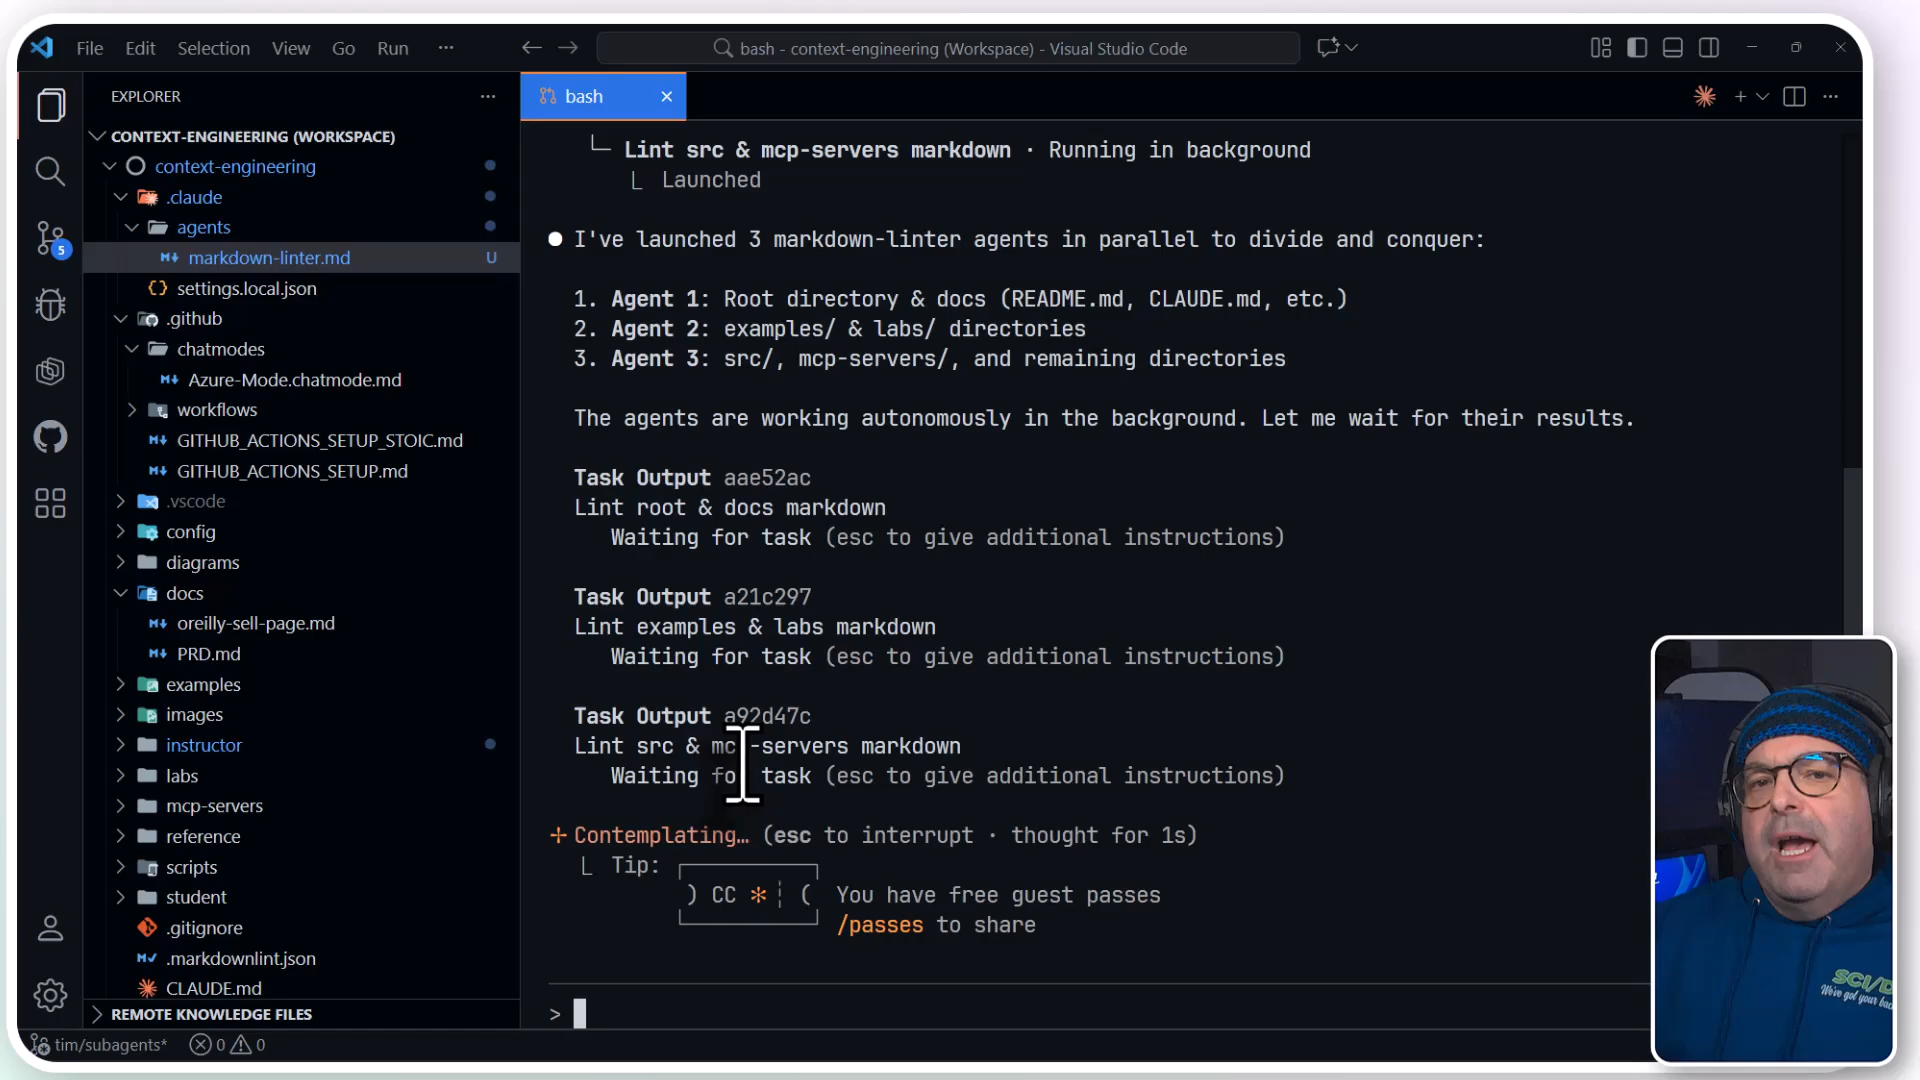 File Edit Selection View Go Run ···
bash - context-engineering (Workspace) - Visual Studio Code
EXPLORER
CONTEXT-ENGINEERING (WORKSPACE)
context-engineering
.claude
agents
markdown-linter.md U
settings.local.json
.github
chatmodes
Azure-Mode.chatmode.md
workflows
GITHUB_ACTIONS_SETUP_STOIC.md
GITHUB_ACTIONS_SETUP.md
.vscode
config
diagrams
docs
oreilly-sell-page.md
PRD.md
examples
images
instructor
labs
mcp-servers
reference
scripts
student
.gitignore
.markdownlint.json
CLAUDE.md
REMOTE KNOWLEDGE FILES
5
tim/subagents* 0 0
bash
Lint src & mcp-servers markdown · Running in background
Launched
I've launched 3 markdown-linter agents in parallel to divide and conquer:
1. Agent 1: Root directory & docs (README.md, CLAUDE.md, etc.)
2. Agent 2: examples/ & labs/ directories
3. Agent 3: src/, mcp-servers/, and remaining directories
The agents are working autonomously in the background. Let me wait for their results.
Task Output aae52ac
Lint root & docs markdown
Waiting for task (esc to give additional instructions)
Task Output a21c297
Lint examples & labs markdown
Waiting for task (esc to give additional instructions)
Task Output a92d47c
Lint src & mcp-servers markdown
Waiting for task (esc to give additional instructions)
Contemplating… (esc to interrupt · thought for 1s)
Tip:
) CC ✻ ┊ ( You have free guest passes
/passes to share
>
SCI/D
We've got your bac